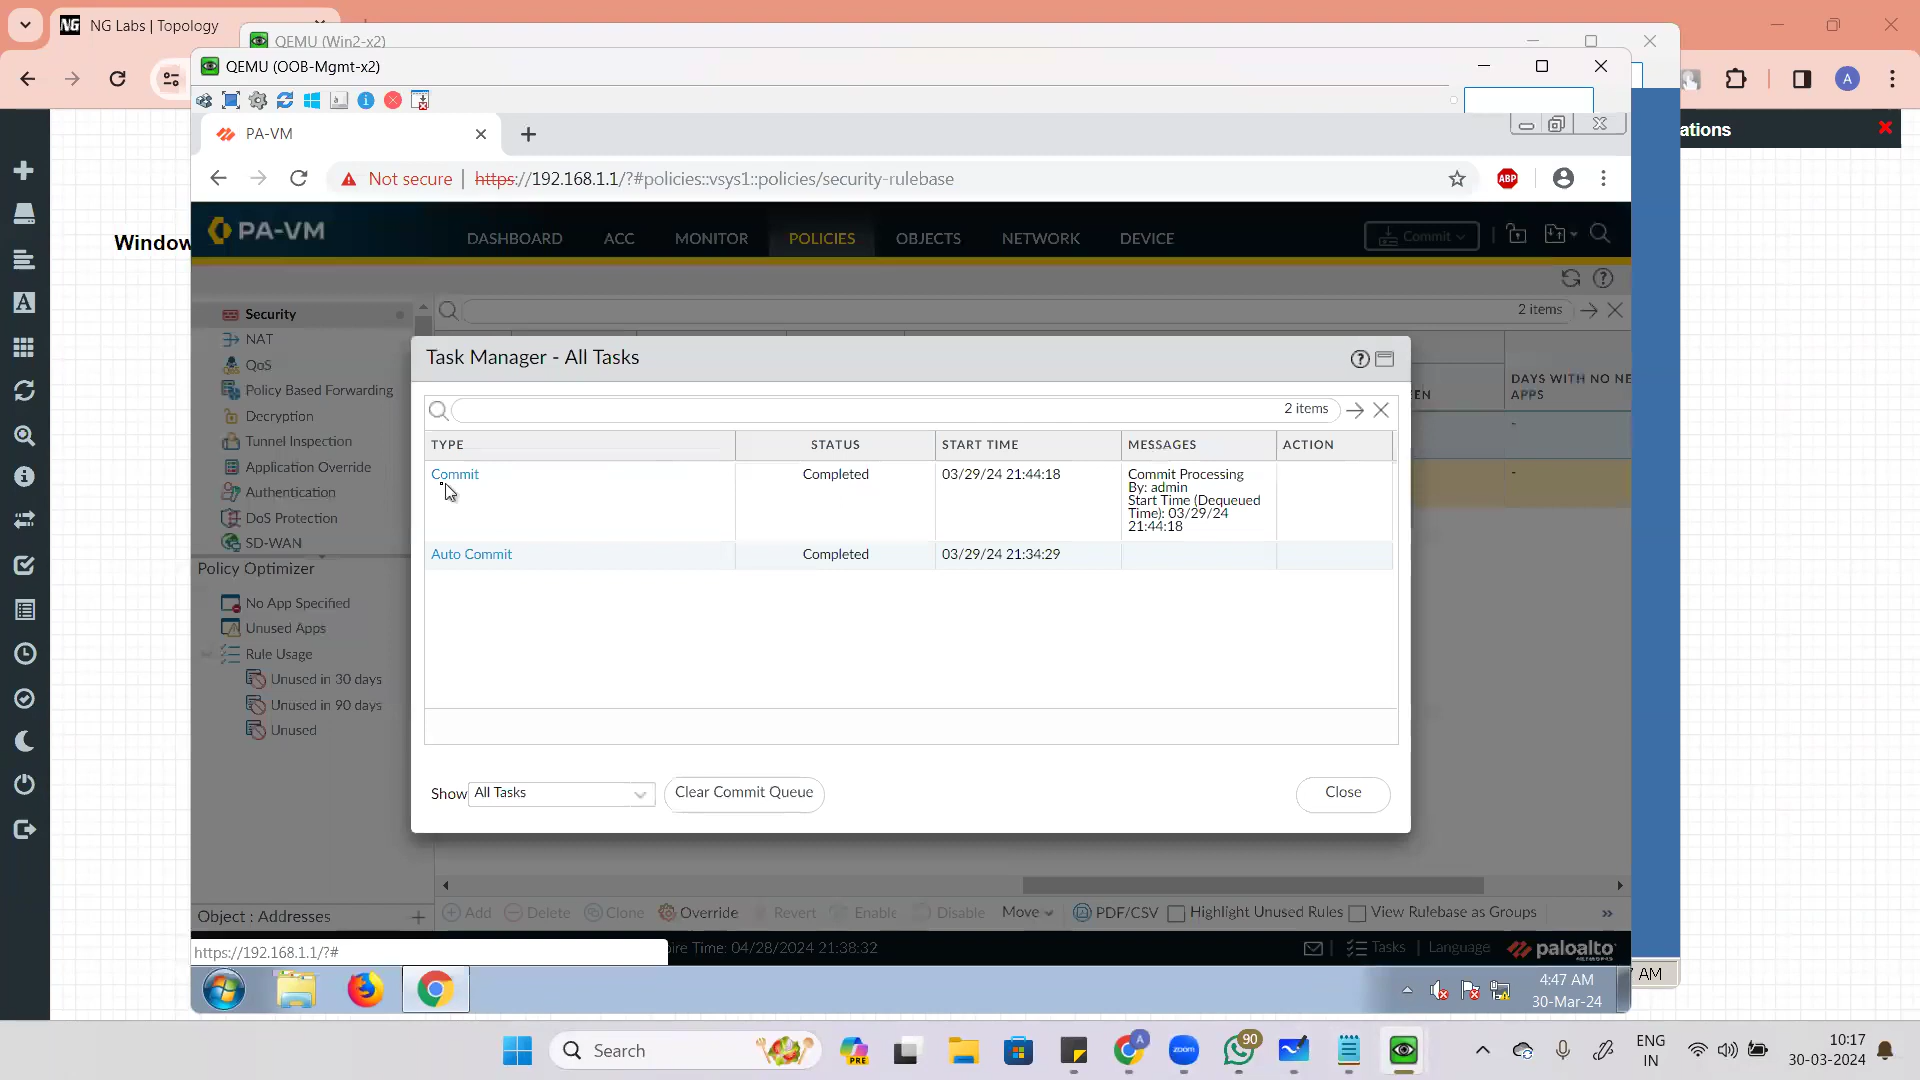 NG Labs | Topology
QEMU (Win2-x2)
QEMU (OOB-Mgmt-x2)
A
PA-VM
ations
Not secure | https://192.168.1.1/?#policies::vsys1::policies/security-rulebase
ABP
Window
PA-VM
DASHBOARD ACC MONITOR POLICIES OBJECTS NETWORK DEVICE
Commit
Security
2 items
NAT
QoS
Policy Based Forwarding
Decryption
Tunnel Inspection
Application Override
Authentication
DoS Protection
SD-WAN
Policy Optimizer
No App Specified
Unused Apps
Rule Usage
Unused in 30 days
Unused in 90 days
Unused
EN
DAYS WITH NO NE
APPS
-
-
Task Manager - All Tasks
2 items
TYPE STATUS START TIME MESSAGES ACTION
Commit Completed 03/29/24 21:44:18 Commit Processing
By: admin
Start Time (Dequeued
Time): 03/29/24
21:44:18
Auto Commit Completed 03/29/24 21:34:29
Show All Tasks Clear Commit Queue Close
Object : Addresses
Add Delete Clone Override Revert Enable Disable Move PDF/CSV Highlight Unused Rules View Rulebase as Groups
https://192.168.1.1/?#
ire Time: 04/28/2024 21:38:32
Tasks Language paloalto
NETWORKS
4:47 AM
30-Mar-24
AM
Search
PRE
A
zoom
90
ENG
IN
10:17
30-03-2024